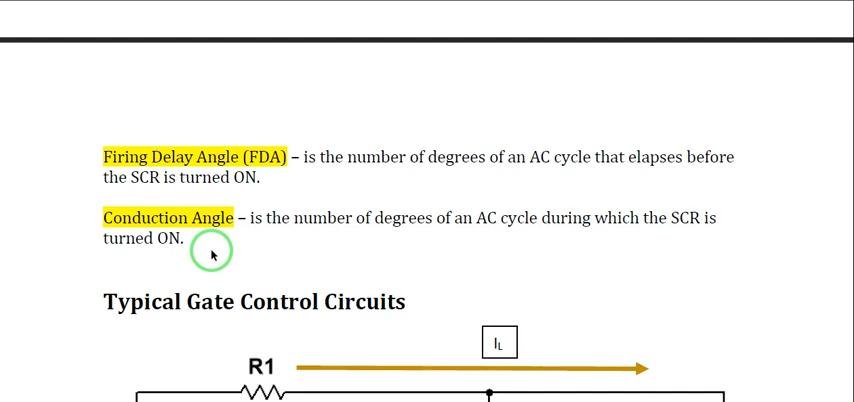 Firing Delay Angle (FDA) – is the number of degrees of an AC cycle that elapses before
the SCR is turned ON.
Conduction Angle – is the number of degrees of an AC cycle during which the SCR is
turned ON.
Typical Gate Control Circuits
IL
R1